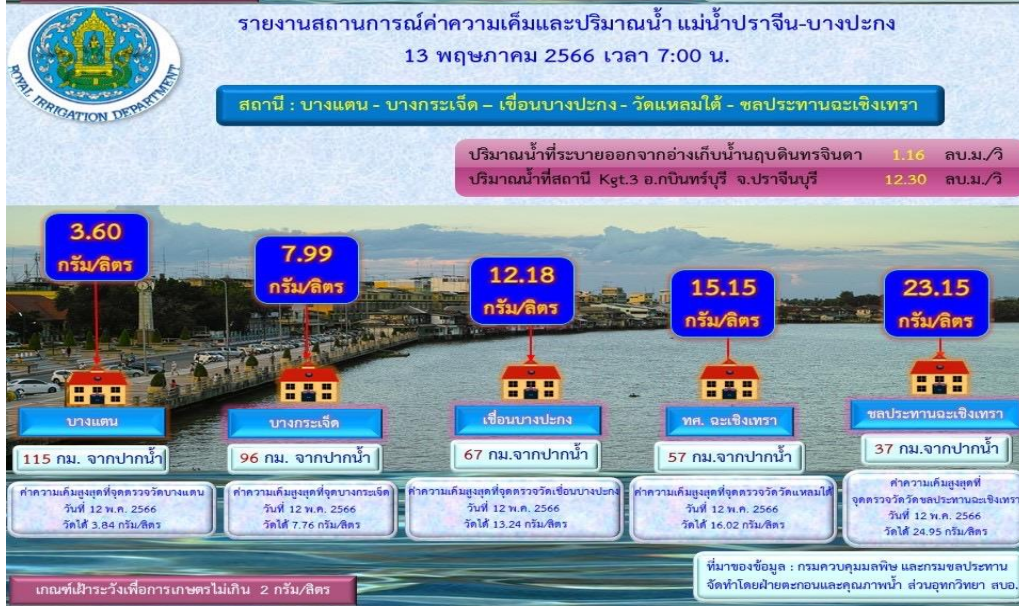 รายงานสถานการณ์ค่าความเค็มและปริมาณน้ำ แม่น้ำปราจีน-บางปะกง
13 พฤษภาคม 2566 เวลา 7:00 น.
ROYAL IRRIGATION DEPARTMENT
สถานี : บางแตน - บางกระเจ็ด – เขื่อนบางปะกง - วัดแหลมใต้ - ชลประทานฉะเชิงเทรา
ปริมาณน้ำที่ระบายออกจากอ่างเก็บน้ำนฤบดินทรจินดา 1.16 ลบ.ม./วิ
ปริมาณน้ำที่สถานี Kgt.3 อ.กบินทร์บุรี จ.ปราจีนบุรี 12.30 ลบ.ม./วิ
3.60
กรัม/ลิตร
7.99
กรัม/ลิตร
12.18
กรัม/ลิตร
15.15
กรัม/ลิตร
23.15
กรัม/ลิตร
บางแตน
บางกระเจ็ด
เขื่อนบางปะกง
ทศ. ฉะเชิงเทรา
ชลประทานฉะเชิงเทรา
115 กม. จากปากน้ำ
96 กม. จากปากน้ำ
67 กม.จากปากน้ำ
57 กม.จากปากน้ำ
37 กม.จากปากน้ำ
ค่าความเค็มสูงสุดที่จุดตรวจวัดบางแตน
วันที่ 12 พ.ค. 2566
วัดได้ 3.84 กรัม/ลิตร
ค่าความเค็มสูงสุดที่จุดบางกระเจ็ด
วันที่ 12 พ.ค. 2566
วัดได้ 7.76 กรัม/ลิตร
ค่าความเค็มสูงสุดที่จุดตรวจวัดเขื่อนบางปะกง
วันที่ 12 พ.ค. 2566
วัดได้ 13.24 กรัม/ลิตร
ค่าความเค็มสูงสุดที่จุดตรวจวัดวัดแหลมใต้
วันที่ 12 พ.ค. 2566
วัดได้ 16.02 กรัม/ลิตร
ค่าความเค็มสูงสุดที่
จุดตรวจวัดวัดชลประทานฉะเชิงเทรา
วันที่ 12 พ.ค. 2566
วัดได้ 24.95 กรัม/ลิตร
เกณฑ์เฝ้าระวังเพื่อการเกษตรไม่เกิน 2 กรัม/ลิตร
ที่มาของข้อมูล : กรมควบคุมมลพิษ และกรมชลประทาน
จัดทำโดยฝ่ายตะกอนและคุณภาพน้ำ ส่วนอุทกวิทยา สบอ.